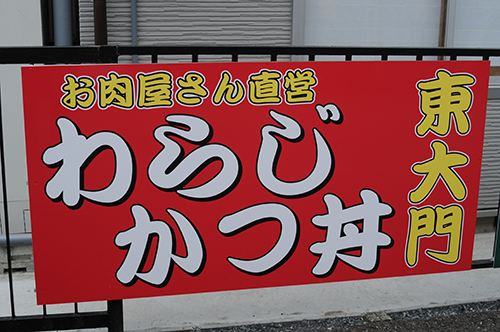 お肉屋さん直営
わらじ
かつ丼
東大門